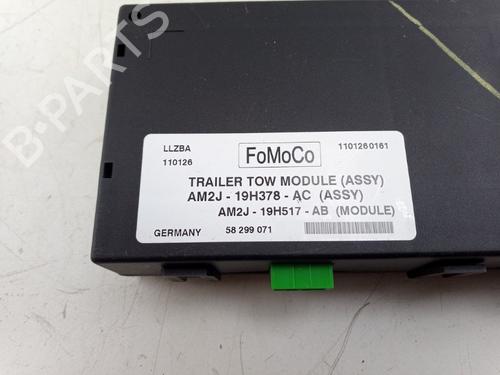 B-PARTS
LLZBA
110126
FoMoCo
1101260161
TRAILER TOW MODULE (ASSY)
AM2J - 19H378 - AC (ASSY)
AM2J - 19H517 - AB (MODULE)
GERMANY 58 299 071